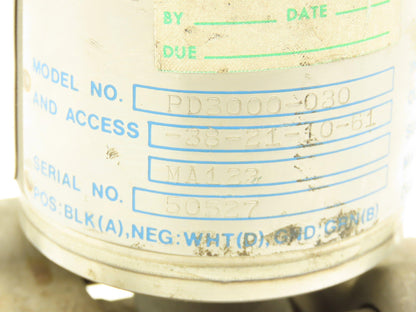 BY DATE
DUE
MODEL NO. PD3000-030
AND ACCESS -38-21-10-61
MA122
SERIAL NO. 50527
POS:BLK(A), NEG:WHT(D), GRD:GRN(B)